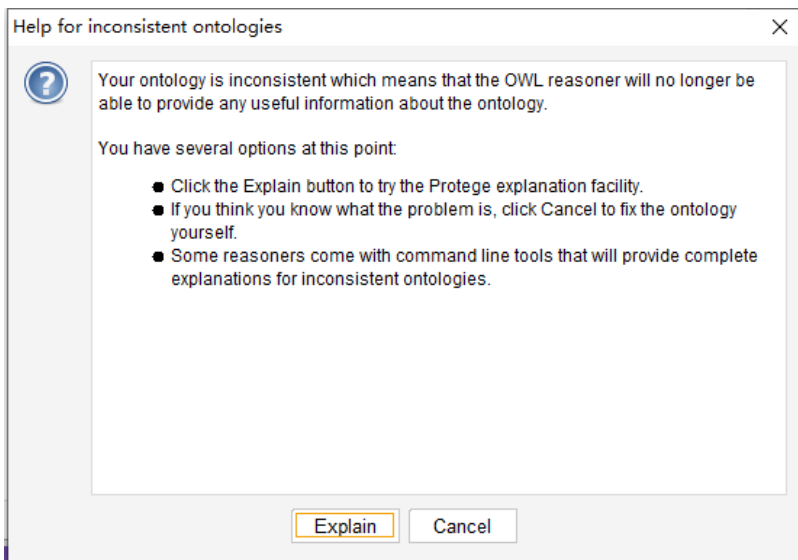 Help for inconsistent ontologies
Your ontology is inconsistent which means that the OWL reasoner will no longer be
able to provide any useful information about the ontology.
You have several options at this point:
Click the Explain button to try the Protege explanation facility.
If you think you know what the problem is, click Cancel to fix the ontology
yourself.
Some reasoners come with command line tools that will provide complete
explanations for inconsistent ontologies.
Explain
Cancel